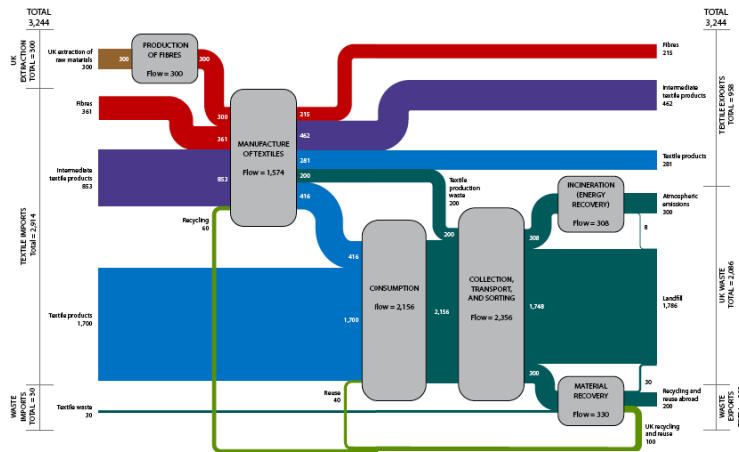 TOTAL
3,244
UK
EXTRACTION
TOTAL = 300
TEXTILE IMPORTS
Total = 2,914
WASTE
IMPORTS
TOTAL = 30
UK extraction of
raw materials
300
Fibres
361
Intermediate
textile products
853
Textile products
1,700
Textile waste
30
300
PRODUCTION
OF FIBRES
Flow = 300
300
300
361
853
Recycling
60
MANUFACTURE
OF TEXTILES
Flow = 1,574
215
462
281
200
416
416
1,700
Reuse
40
CONSUMPTION
Flow = 2,156
2,156
Textile
production
waste
200
200
COLLECTION,
TRANSPORT,
AND SORTING
Flow = 2,356
308
1,748
200
INCINERATION
(ENERGY
RECOVERY)
Flow = 308
8
MATERIAL
RECOVERY
Flow = 330
30
UK recycling
and reuse
100
Fibres
215
Intermediate
textile products
462
Textile products
281
Atmospheric
emissions
300
Landfill
1,786
Recycling and
reuse abroad
200
TOTAL
3,244
TEXTILE EXPORTS
TOTAL = 958
UK WASTE
TOTAL = 2,086
WASTE
EXPORTS